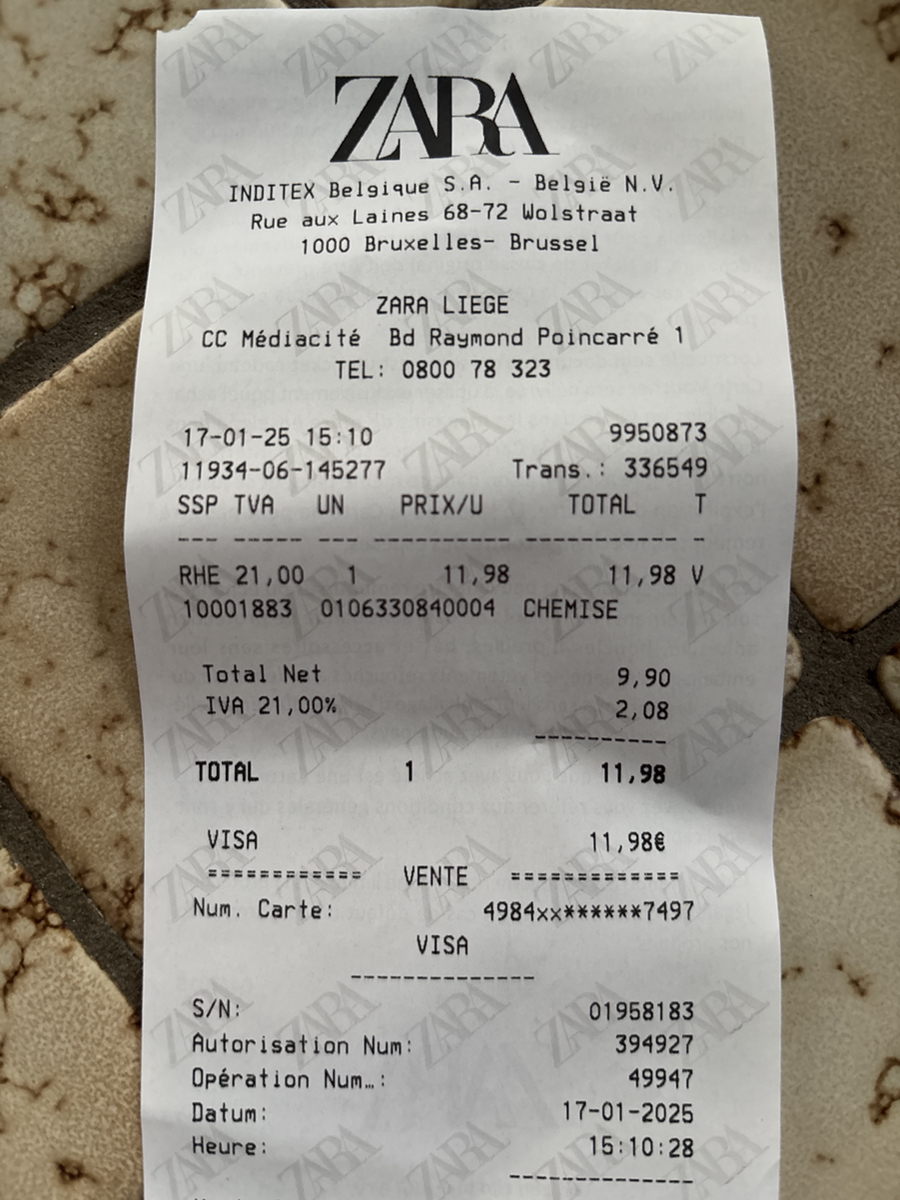 ZARA
INDITEX Belgique S.A. - België N.V.
Rue aux Laines 68-72 Wolstraat
1000 Bruxelles- Brussel
ZARA LIEGE
CC Médiacité Bd Raymond Poincarré 1
TEL: 0800 78 323
17-01-25 15:10 9950873
11934-06-145277 Trans.: 336549
SSP TVA UN PRIX/U TOTAL T
--- ----- --- ---------- ----------- -
RHE 21,00 1 11,98 11,98 V
10001883 0106330840004 CHEMISE
Total Net 9,90
IVA 21,00% 2,08
----------
TOTAL 1 11,98
VISA 11,98€
============ VENTE =============
Num. Carte: 4984xx******7497
VISA
--------------
S/N: 01958183
Autorisation Num: 394927
Opération Num…: 49947
Datum: 17-01-2025
Heure: 15:10:28
--------------